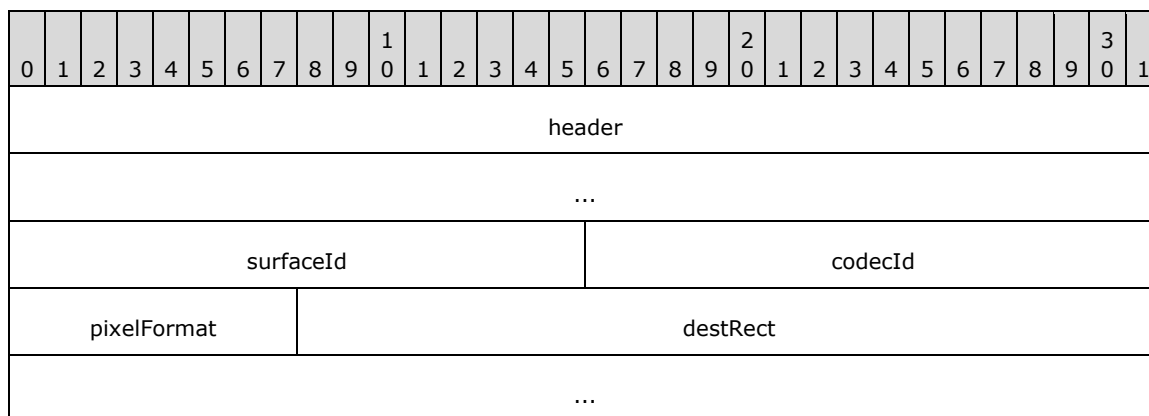 1 2 3
0 1 2 3 4 5 6 7 8 9 0 1 2 3 4 5 6 7 8 9 0 1 2 3 4 5 6 7 8 9 0 1
header
...
surfaceId codecId
pixelFormat destRect
...